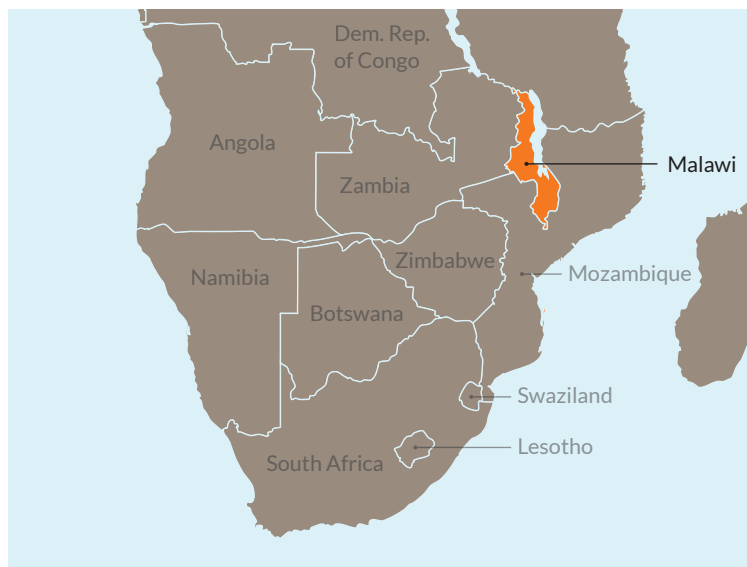 Dem. Rep.
of Congo
Angola
Malawi
Zambia
Zimbabwe
Namibia
Mozambique
Botswana
Swaziland
Lesotho
South Africa